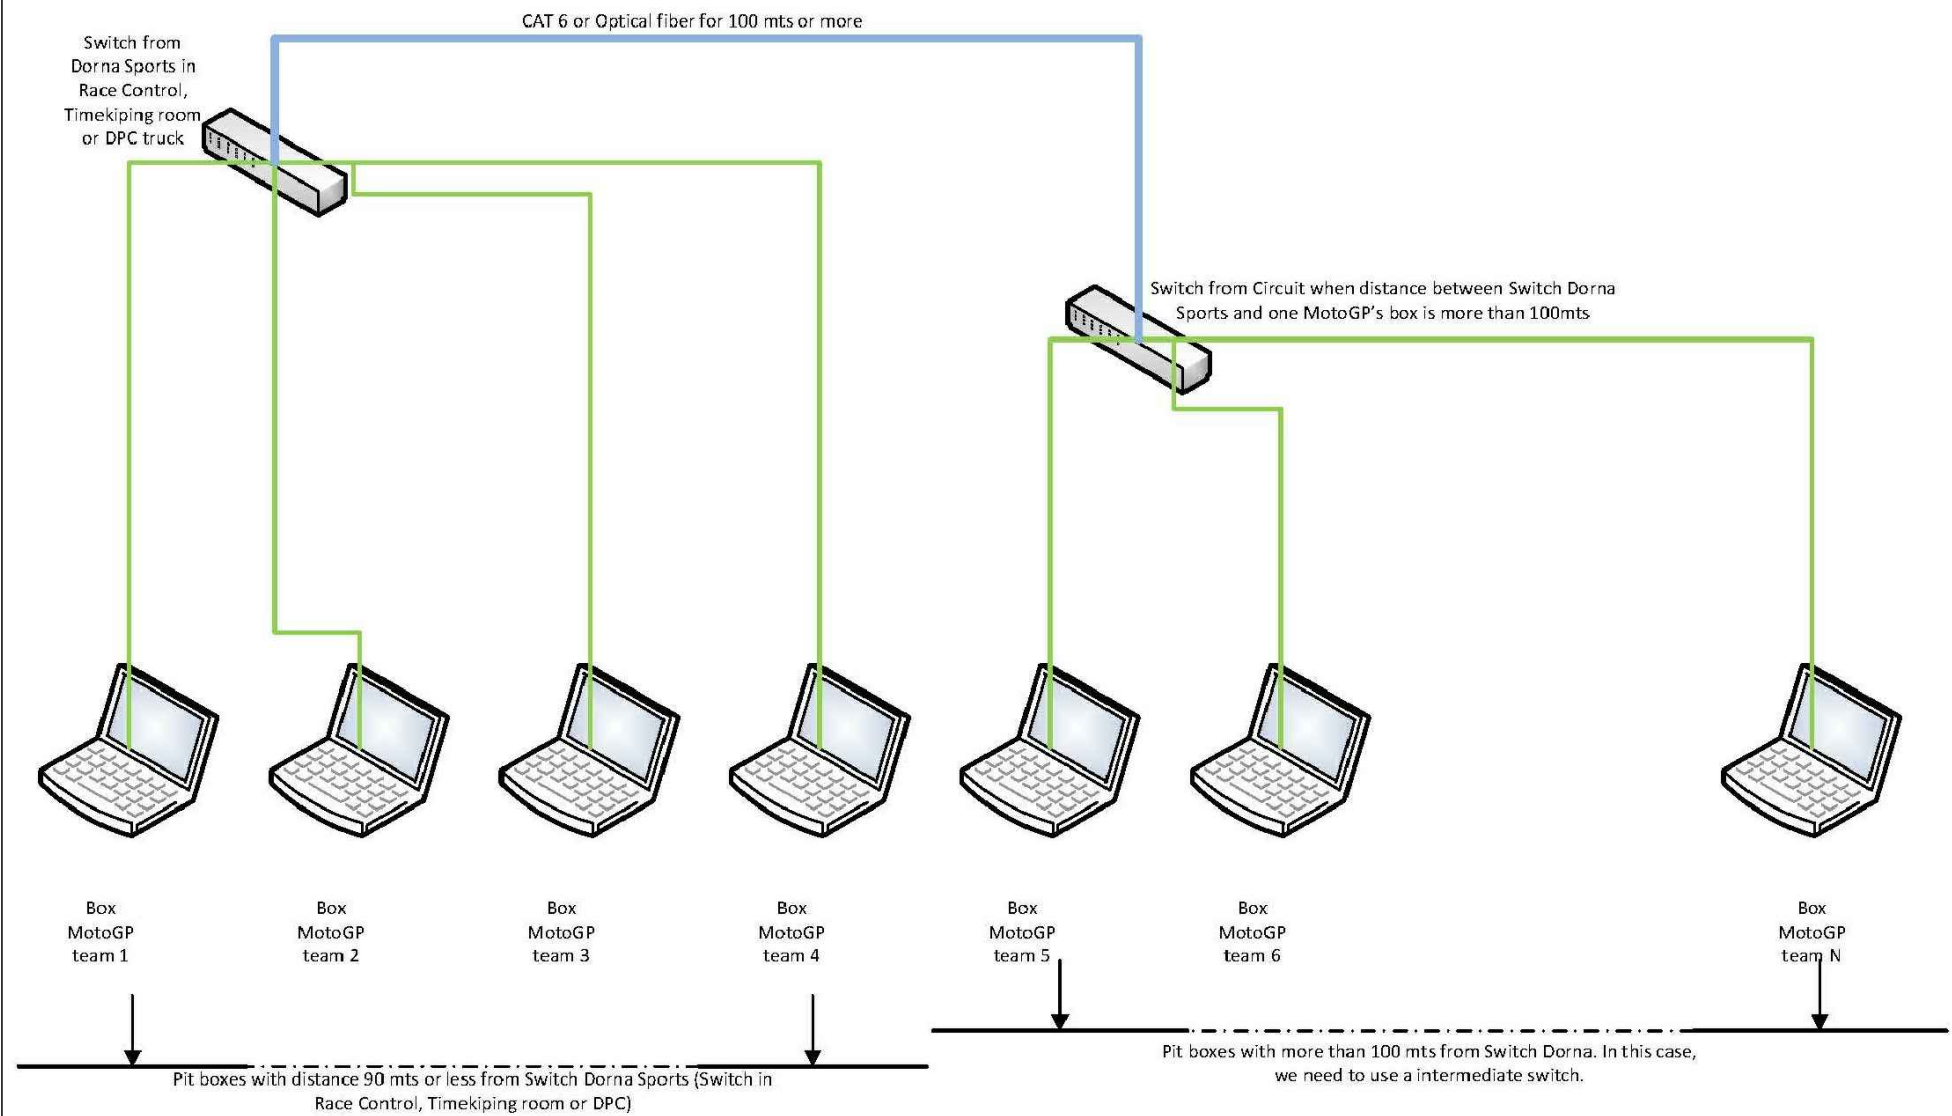 CAT 6 or Optical fiber for 100 mts or more
Switch from
Dorna Sports in
Race Control,
Timekiping room
or DPC truck
Switch from Circuit when distance between Switch Dorna
Sports and one MotoGP's box is more than 100mts
Box
MotoGP
team 1
Box
MotoGP
team 2
Box
MotoGP
team 3
Box
MotoGP
team 4
Box
MotoGP
team 5
Box
MotoGP
team 6
Box
MotoGP
team N
Pit boxes with distance 90 mts or less from Switch Dorna Sports (Switch in
Race Control, Timekiping room or DPC)
Pit boxes with more than 100 mts from Switch Dorna. In this case,
we need to use a intermediate switch.